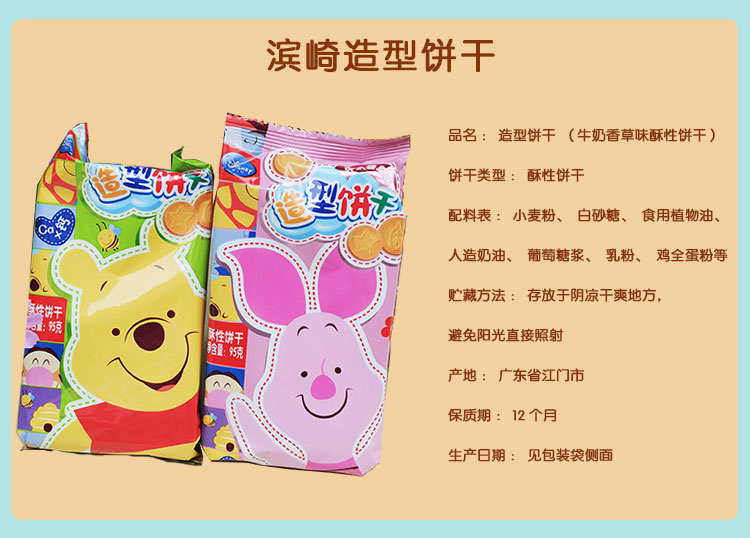 滨崎造型饼干
品名： 造型饼干 （牛奶香草味酥性饼干）
饼干类型： 酥性饼干
配料表： 小麦粉、 白砂糖、 食用植物油、
人造奶油、 葡萄糖浆、 乳粉、 鸡全蛋粉等
贮藏方法： 存放于阴凉干爽地方，
避免阳光直接照射
产地： 广东省江门市
保质期： 12 个月
生产日期： 见包装袋侧面
造型饼干
酥性饼干
含量：95克
Disney
造型饼干
酥性饼干
净含量：95克